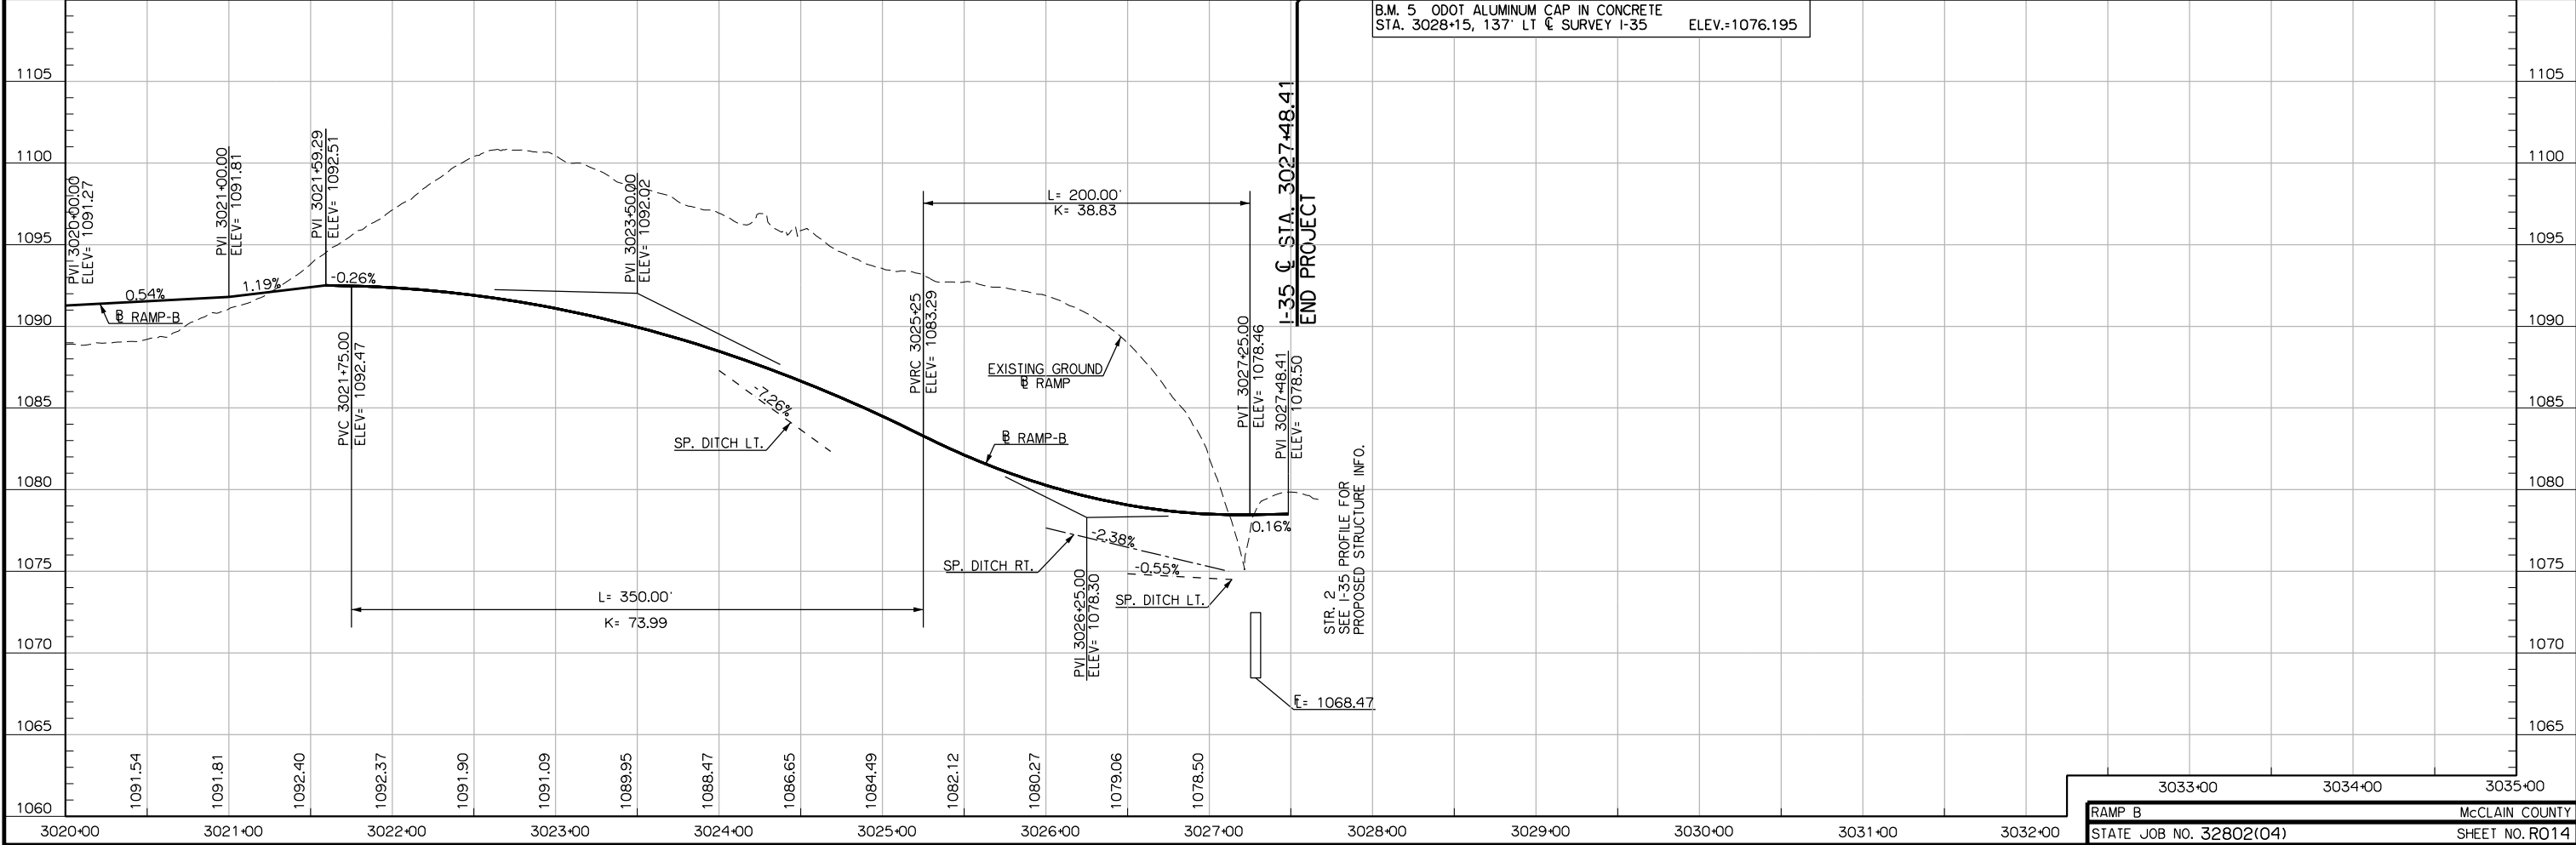 B.M. 5 ODOT ALUMINUM CAP IN CONCRETE
STA. 3028+15, 137' LT ℄ SURVEY I-35 ELEV.=1076.195
1105
1100
1095
1090
1085
1080
1075
1070
1065
1060
1105
1100
1095
1090
1085
1080
1075
1070
1065
PVI 3020+00.00
ELEV= 1091.27
0.54%
℄ RAMP-B
PVI 3021+00.00
ELEV= 1091.81
1.19%
PVI 3021+59.29
ELEV= 1092.51
-0.26%
PVC 3021+75.00
ELEV= 1092.47
PVI 3023+50.00
ELEV= 1092.02
L= 350.00'
K= 73.99
-7.26%
SP. DITCH LT.
PVRC 3025+25
ELEV= 1083.29
L= 200.00'
K= 38.83
EXISTING GROUND
℄ RAMP
℄ RAMP-B
SP. DITCH RT.
-2.38%
-0.55%
SP. DITCH LT.
PVI 3026+25.00
ELEV= 1078.30
PVT 3027+25.00
ELEV= 1078.46
0.16%
PVI 3027+48.41
ELEV= 1078.50
I-35 ℄ STA. 3027+48.41
END PROJECT
STR. 2
SEE I-35 PROFILE FOR
PROPOSED STRUCTURE INFO.
FL= 1068.47
1091.54
1091.81
1092.40
1092.37
1091.90
1091.09
1089.95
1088.47
1086.65
1084.49
1082.12
1080.27
1079.06
1078.50
3020+00
3021+00
3022+00
3023+00
3024+00
3025+00
3026+00
3027+00
3028+00
3029+00
3030+00
3031+00
3032+00
3033+00
3034+00
3035+00
RAMP B McCLAIN COUNTY
STATE JOB NO. 32802(04) SHEET NO. R014